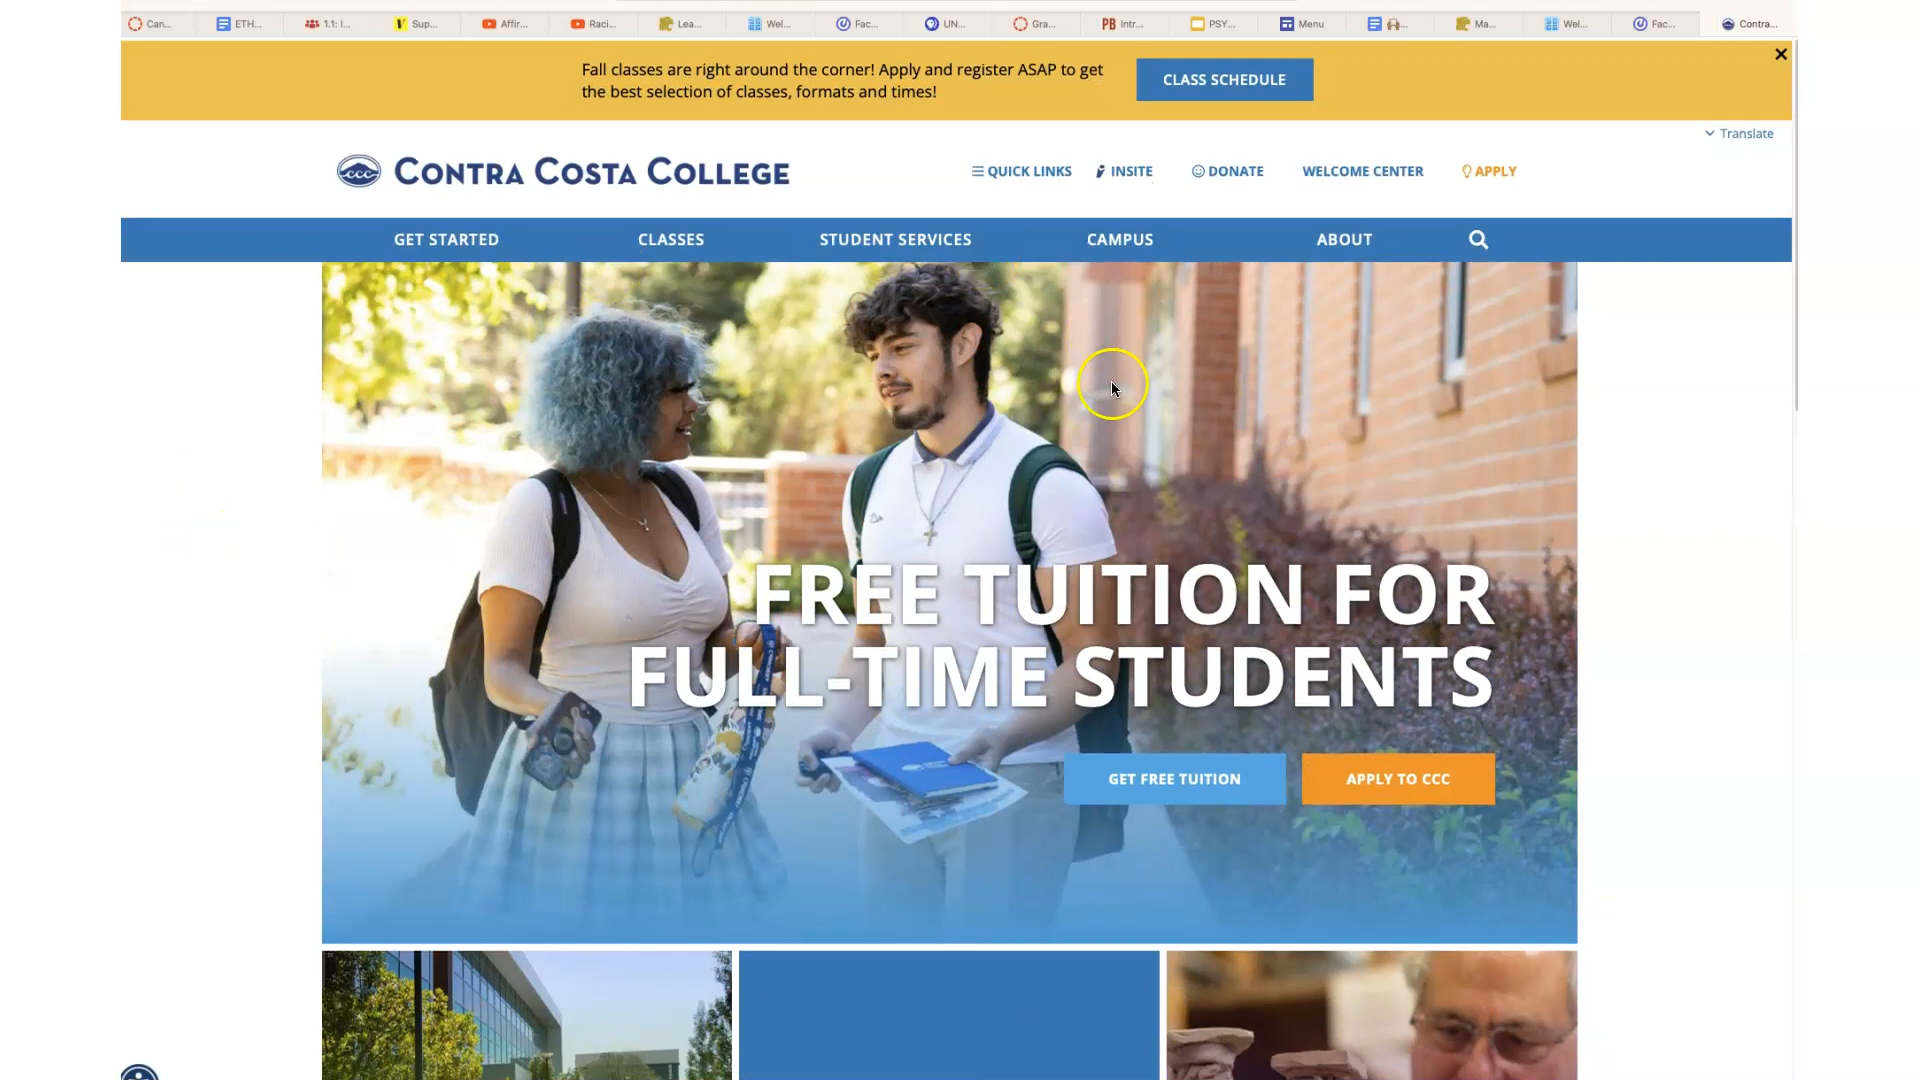 Can...
ETH...
1.1: I...
Sup...
Affir...
Raci...
Lea...
Wel...
Fac...
UN...
Gra...
PB Intr...
PSY...
Menu
Ma...
Wel...
Fac...
Contra...
Fall classes are right around the corner! Apply and register ASAP to get
the best selection of classes, formats and times!
CLASS SCHEDULE
Translate
CCC CONTRA COSTA COLLEGE
QUICK LINKS
INSITE
DONATE
WELCOME CENTER
APPLY
GET STARTED
CLASSES
STUDENT SERVICES
CAMPUS
ABOUT
FREE TUITION FOR
FULL-TIME STUDENTS
GET FREE TUITION
APPLY TO CCC